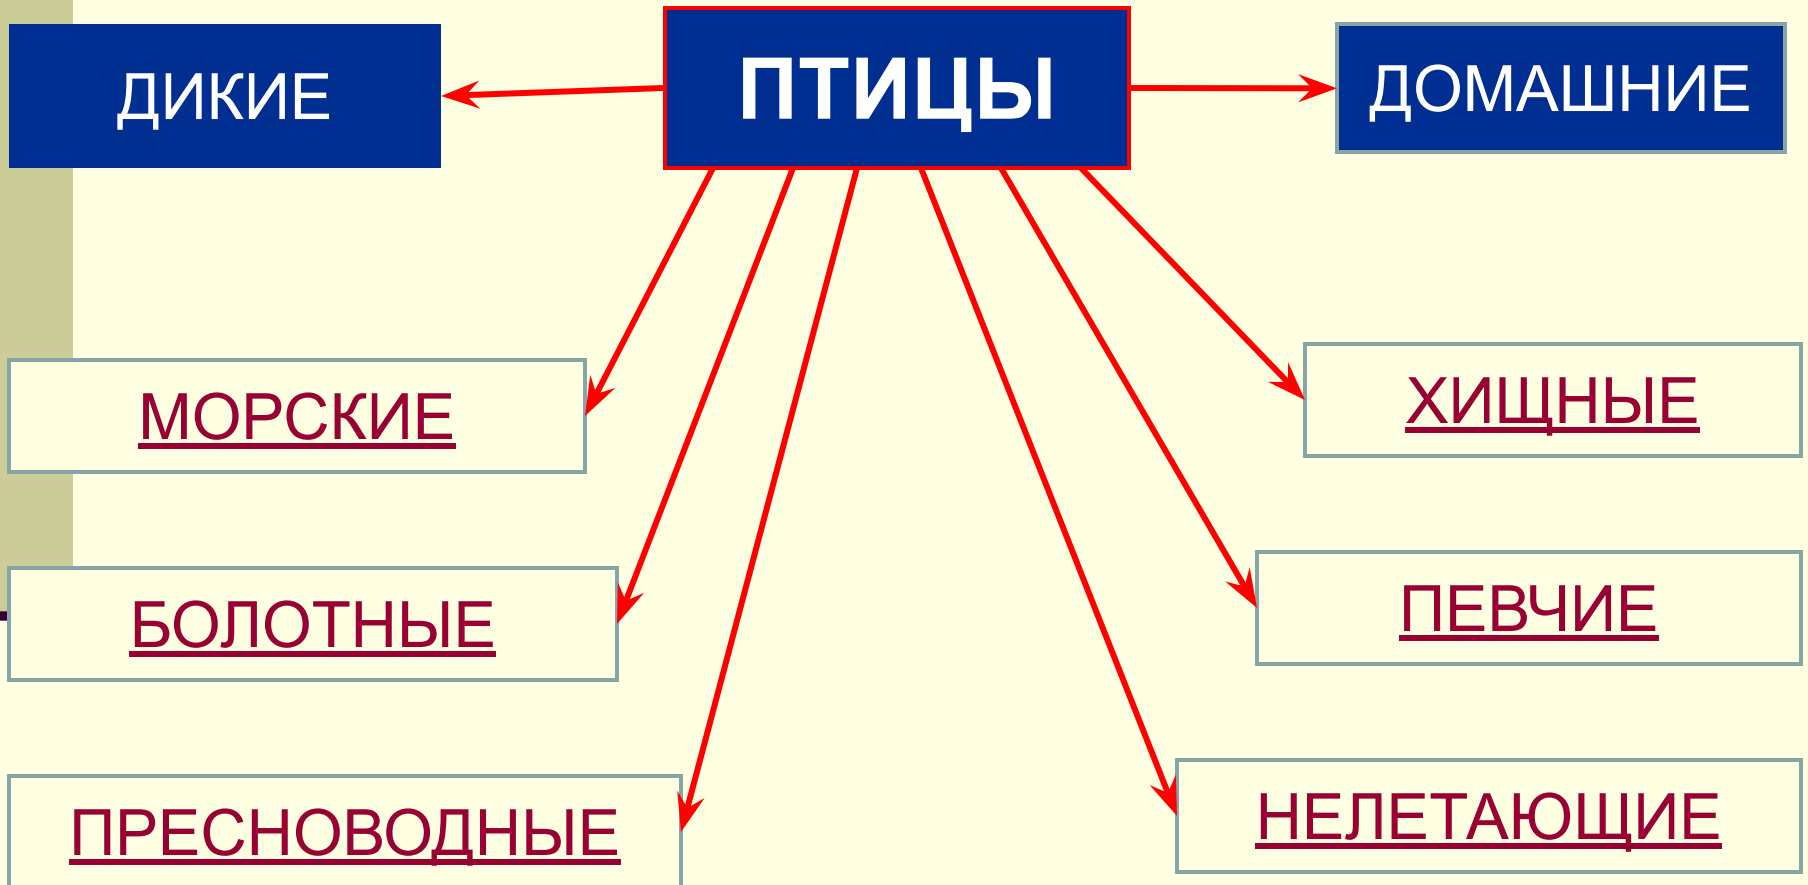 ДИКИЕ
ПТИЦЫ
ДОМАШНИЕ
МОРСКИЕ
ХИЩНЫЕ
БОЛОТНЫЕ
ПЕВЧИЕ
ПРЕСНОВОДНЫЕ
НЕЛЕТАЮЩИЕ